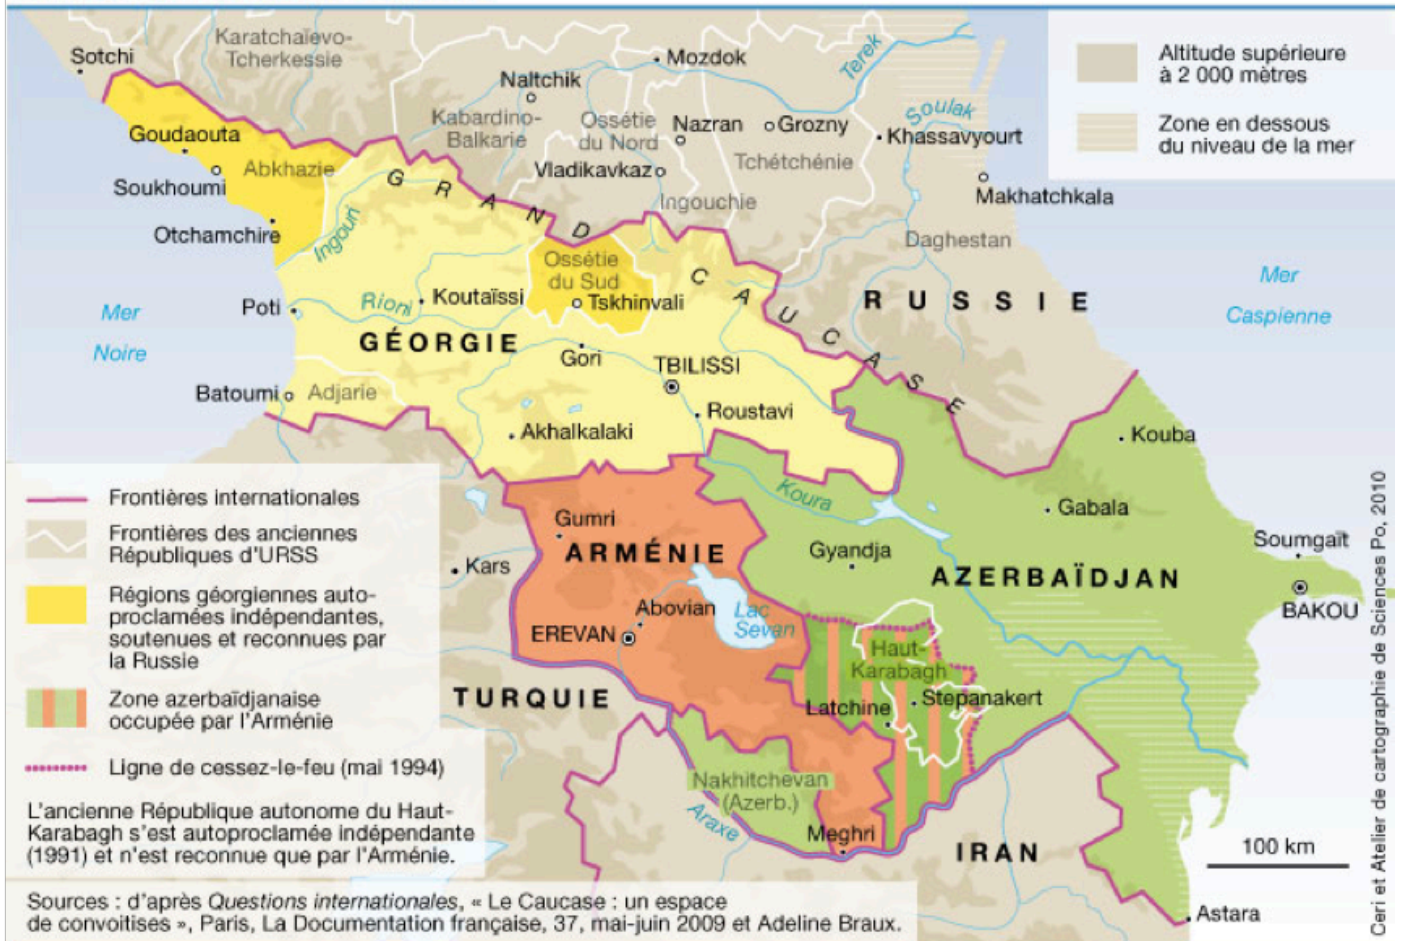 Sotchi
Karatchaïevo-
Tcherkessie
Mozdok
Terek
Naltchik
Kabardino-
Balkarie
Ossétie
du Nord
Nazran
Grozny
Soulak
Khassavyourt
Tchétchénie
Vladikavkaz
Ingouchie
Makhatchkala
Daghestan
Altitude supérieure
à 2 000 mètres
Zone en dessous
du niveau de la mer
Goudaouta
Abkhazie
Soukhoumi
Otchamchire
Ingouri
GRAND CAUCASE
Ossétie
du Sud
Tskhinvali
Mer
Noire
Poti
Rioni
Koutaïssi
GÉORGIE
Gori
TBILISSI
RUSSIE
Mer
Caspienne
Batoumi
Adjarie
Akhalkalaki
Roustavi
Kouba
Koura
Gabala
Gumri
ARMÉNIE
Gyandja
AZERBAÏDJAN
Soumgaït
BAKOU
Kars
Abovian
Lac
Sevan
EREVAN
Haut-
Karabagh
TURQUIE
Latchine
Stepanakert
Nakhitchevan
(Azerb.)
Araxe
Meghri
IRAN
100 km
Astara
Frontières internationales
Frontières des anciennes
Républiques d'URSS
Régions géorgiennes auto-
proclamées indépendantes,
soutenues et reconnues par
la Russie
Zone azerbaïdjanaise
occupée par l'Arménie
Ligne de cessez-le-feu (mai 1994)
L'ancienne République autonome du Haut-
Karabagh s'est autoproclamée indépendante
(1991) et n'est reconnue que par l'Arménie.
Sources : d'après Questions internationales, « Le Caucase : un espace
de convoitises », Paris, La Documentation française, 37, mai-juin 2009 et Adeline Braux.
Ceri et Atelier de cartographie de Sciences Po, 2010